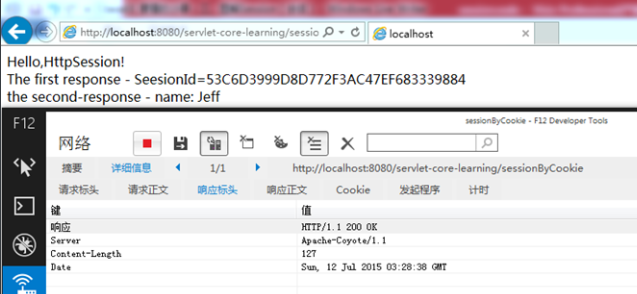 http://localhost:8080/servlet-core-learning/sessio
localhost
Hello,HttpSession!
The first response - SeesionId=53C6D3999D8D772F3AC47EF683339884
the second-response - name: Jeff
sessionByCookie - F12 Developer Tools
F12
网络
摘要 详细信息 1/1 http://localhost:8080/servlet-core-learning/sessionByCookie
请求标头 请求正文 响应标头 响应正文 Cookie 发起程序 计时
键 值
响应 HTTP/1.1 200 OK
Server Apache-Coyote/1.1
Content-Length 127
Date Sun, 12 Jul 2015 03:28:38 GMT